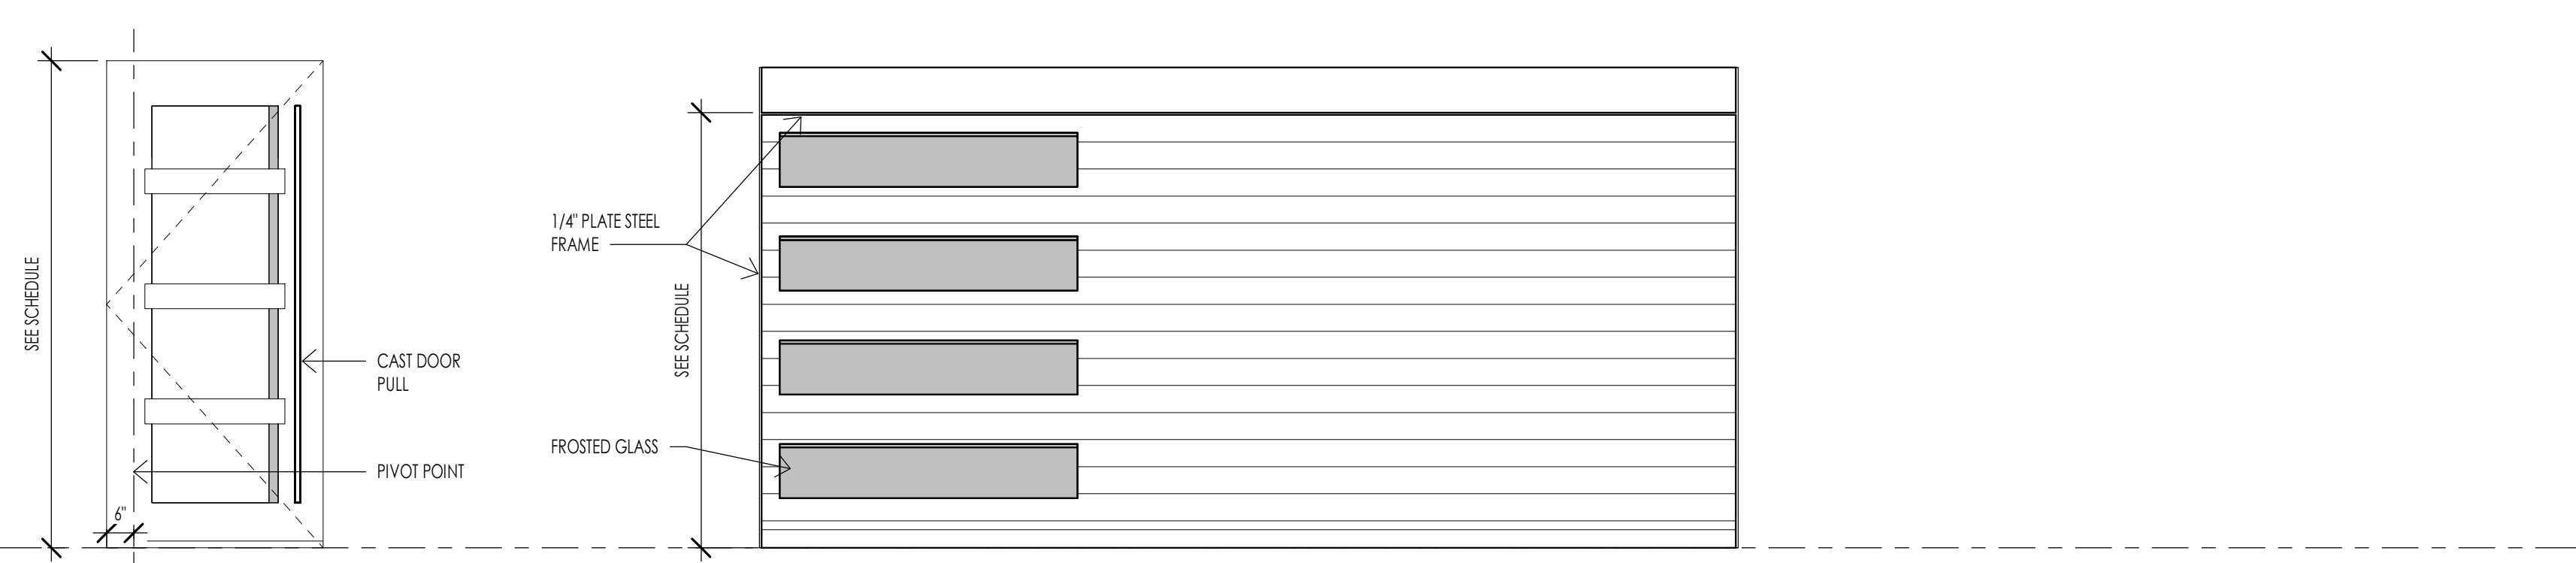 SEE SCHEDULE
6"
CAST DOOR
PULL
PIVOT POINT
1/4" PLATE STEEL
FRAME
SEE SCHEDULE
FROSTED GLASS